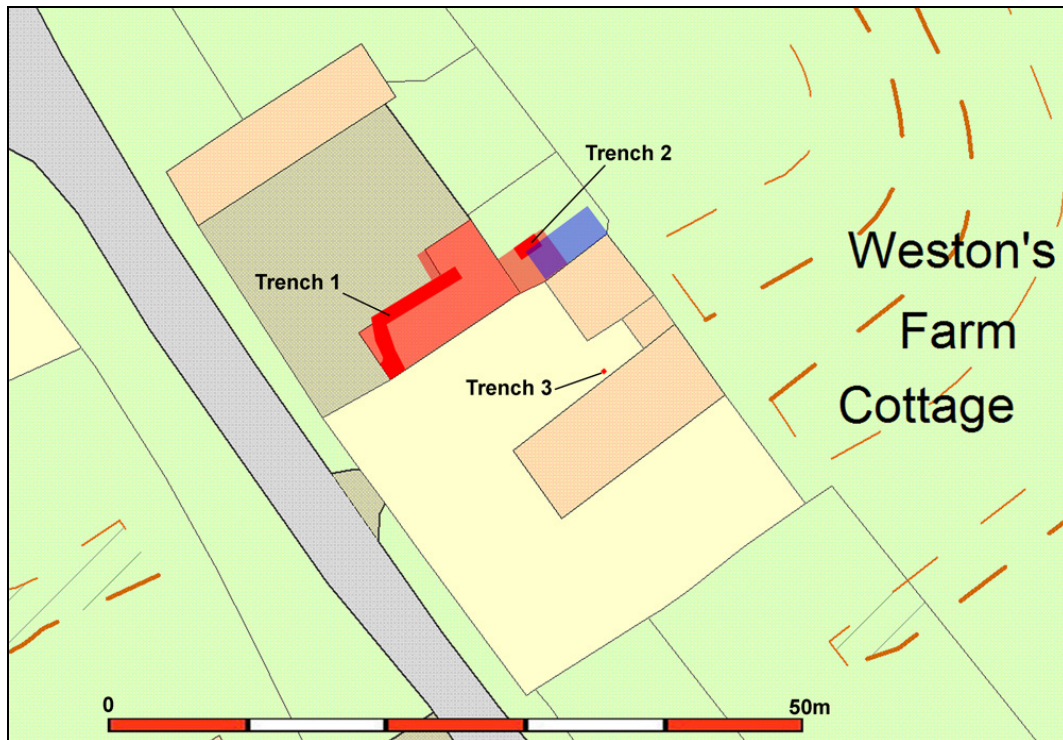 Trench 2
Weston's
Trench 1
Farm
Trench 3
Cottage
0
50m